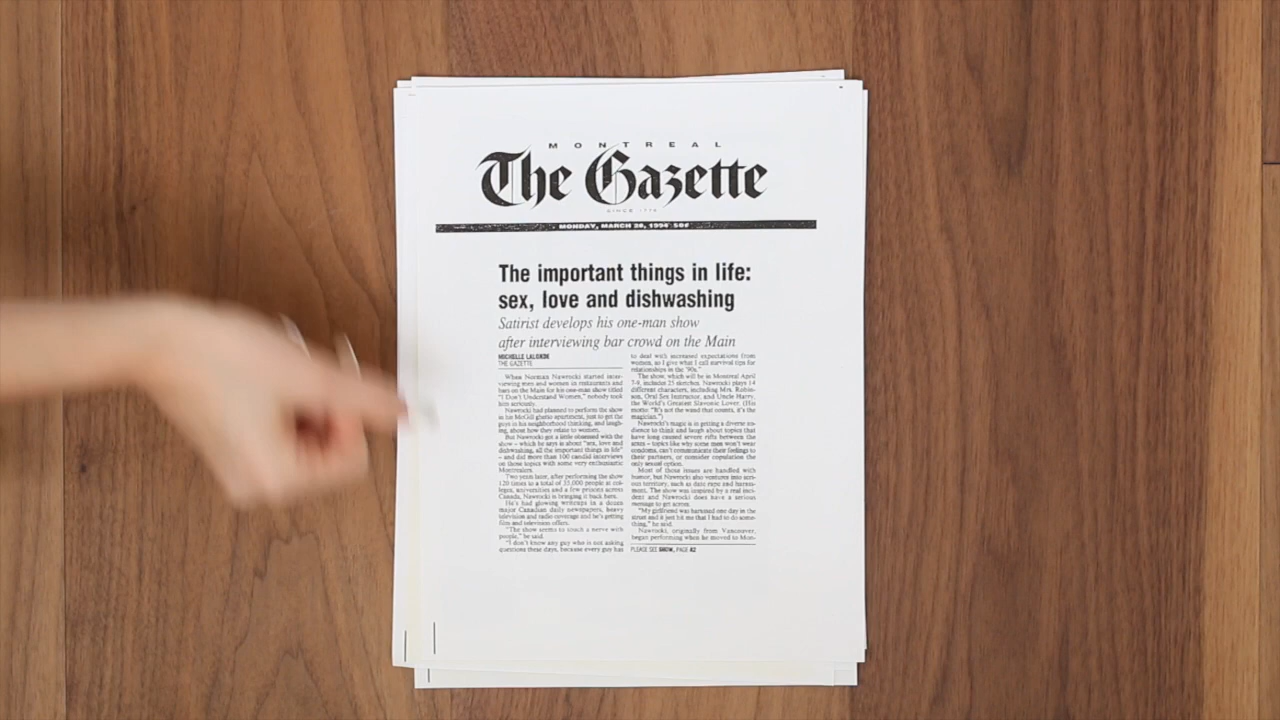 MONTREAL
The Gazette
SINCE 1778
MONDAY, MARCH 28, 1994 50¢
The important things in life:
sex, love and dishwashing
Satirist develops his one-man show
after interviewing bar crowd on the Main
MICHELLE LALONDE
THE GAZETTE
When Norman Nawrocki started inter-
viewing men and women in restaurants and
bars on the Main for his one-man show titled
"I Don't Understand Women," nobody took
him seriously.
Nawrocki had planned to perform the show
in his McGill ghetto apartment, just to get the
guys in his neighborhood thinking, and laugh-
ing, about how they relate to women.
But Nawrocki got a little obsessed with the
show – which he says is about "sex, love and
dishwashing, all the important things in life"
– and did more than 100 candid interviews
on those topics with some very enthusiastic
Montrealers.
Two years later, after performing the show
120 times to a total of 35,000 people at col-
leges, universities and a few prisons across
Canada, Nawrocki is bringing it back here.
He's had glowing writeups in a dozen
major Canadian daily newspapers, heavy
television and radio coverage and he's getting
film and television offers.
"The show seems to touch a nerve with
people," he said.
"I don't know any guy who is not asking
questions these days, because every guy has
to deal with increased expectations from
women, so I give what I call survival tips for
relationships in the '90s."
The show, which will be in Montreal April
7-9, includes 25 sketches. Nawrocki plays 14
different characters, including Mrs. Robin-
son, Oral Sex Instructor, and Uncle Harry,
the World's Greatest Slavonic Lover. (His
motto: "It's not the wand that counts, it's the
magician.")
Nawrocki's magic is in getting a diverse au-
dience to think and laugh about topics that
have long caused severe rifts between the
sexes – topics like why some men won't wear
condoms, can't communicate their feelings to
their partners, or consider copulation the
only sexual option.
Most of those issues are handled with
humor, but Nawrocki also ventures into seri-
ous territory, such as date rape and harass-
ment. The show was inspired by a real inci-
dent and Nawrocki does have a serious
message to get across.
"My girlfriend was harassed one day in the
street and it just hit me that I had to do some-
thing," he said.
Nawrocki, originally from Vancouver,
began performing when he moved to Mon-
PLEASE SEE SHOW, PAGE A2